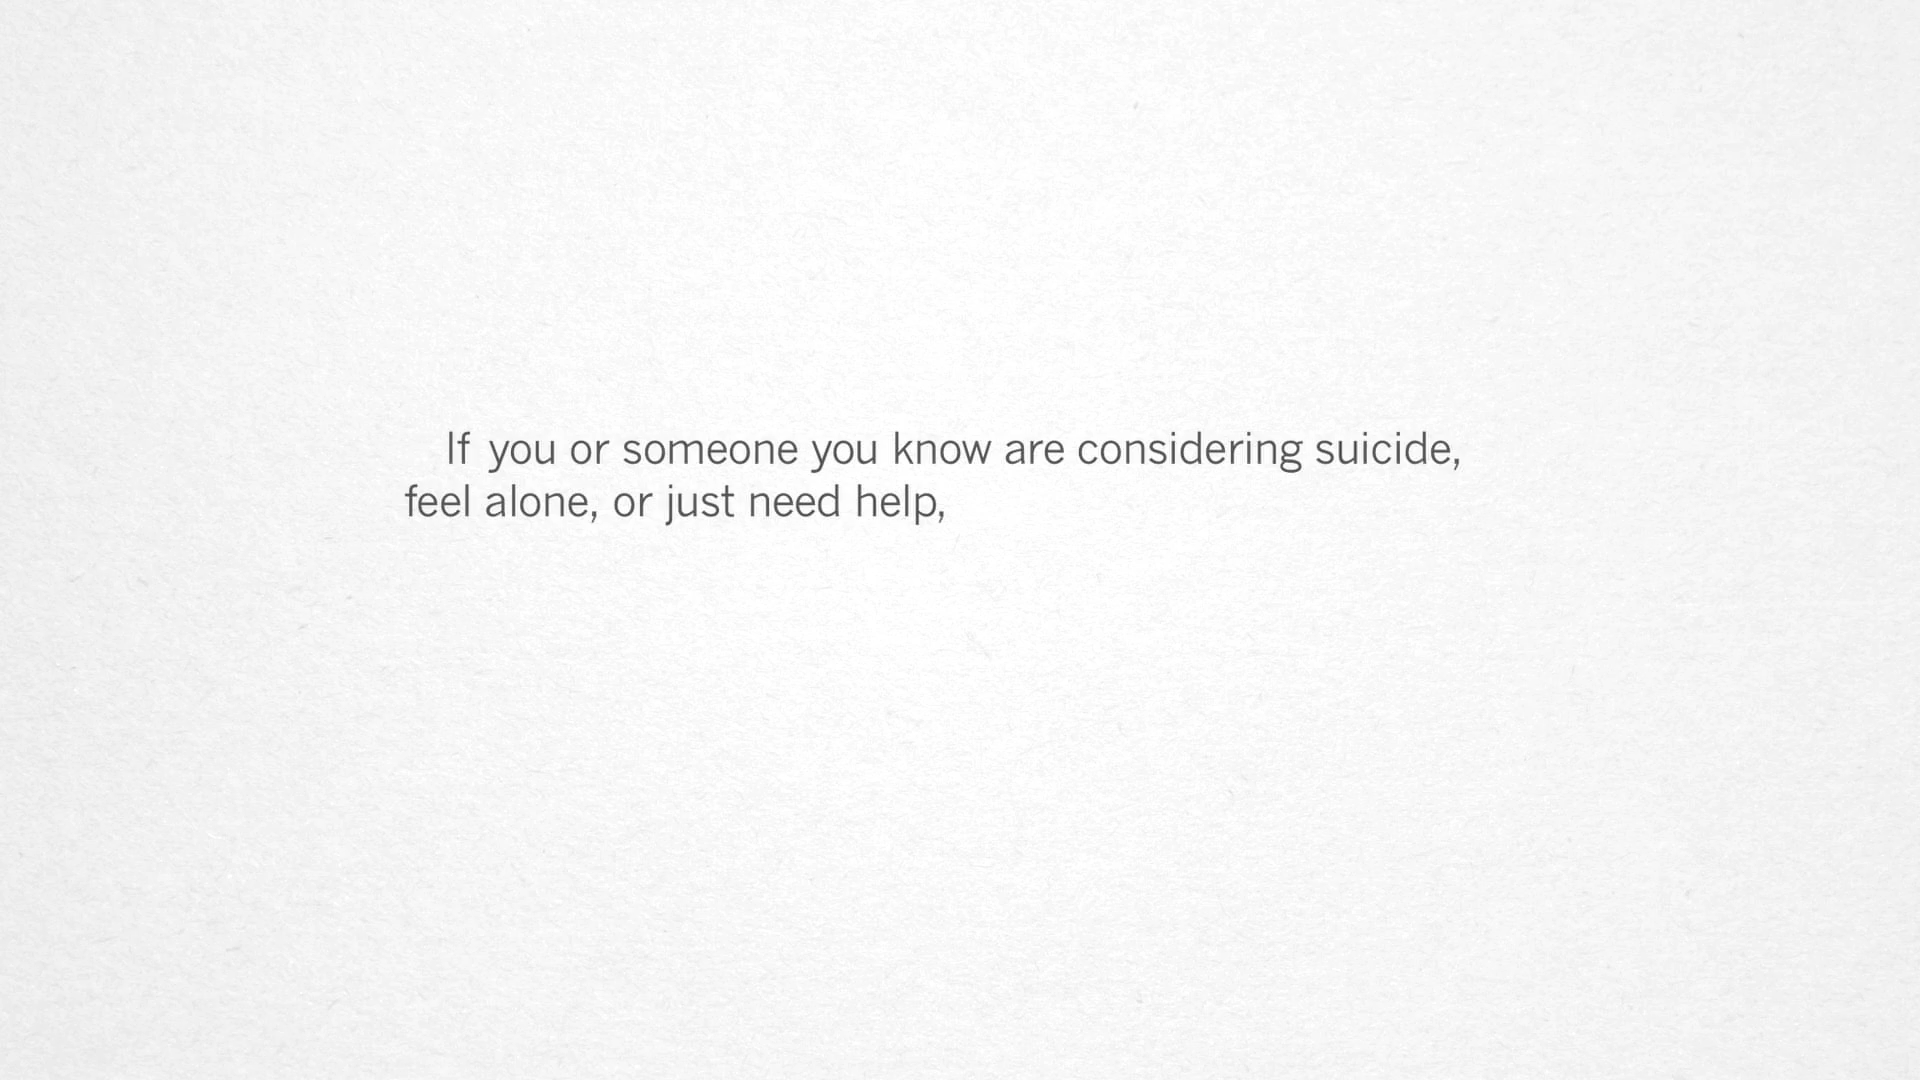 If you or someone you know are considering suicide,
feel alone, or just need help,